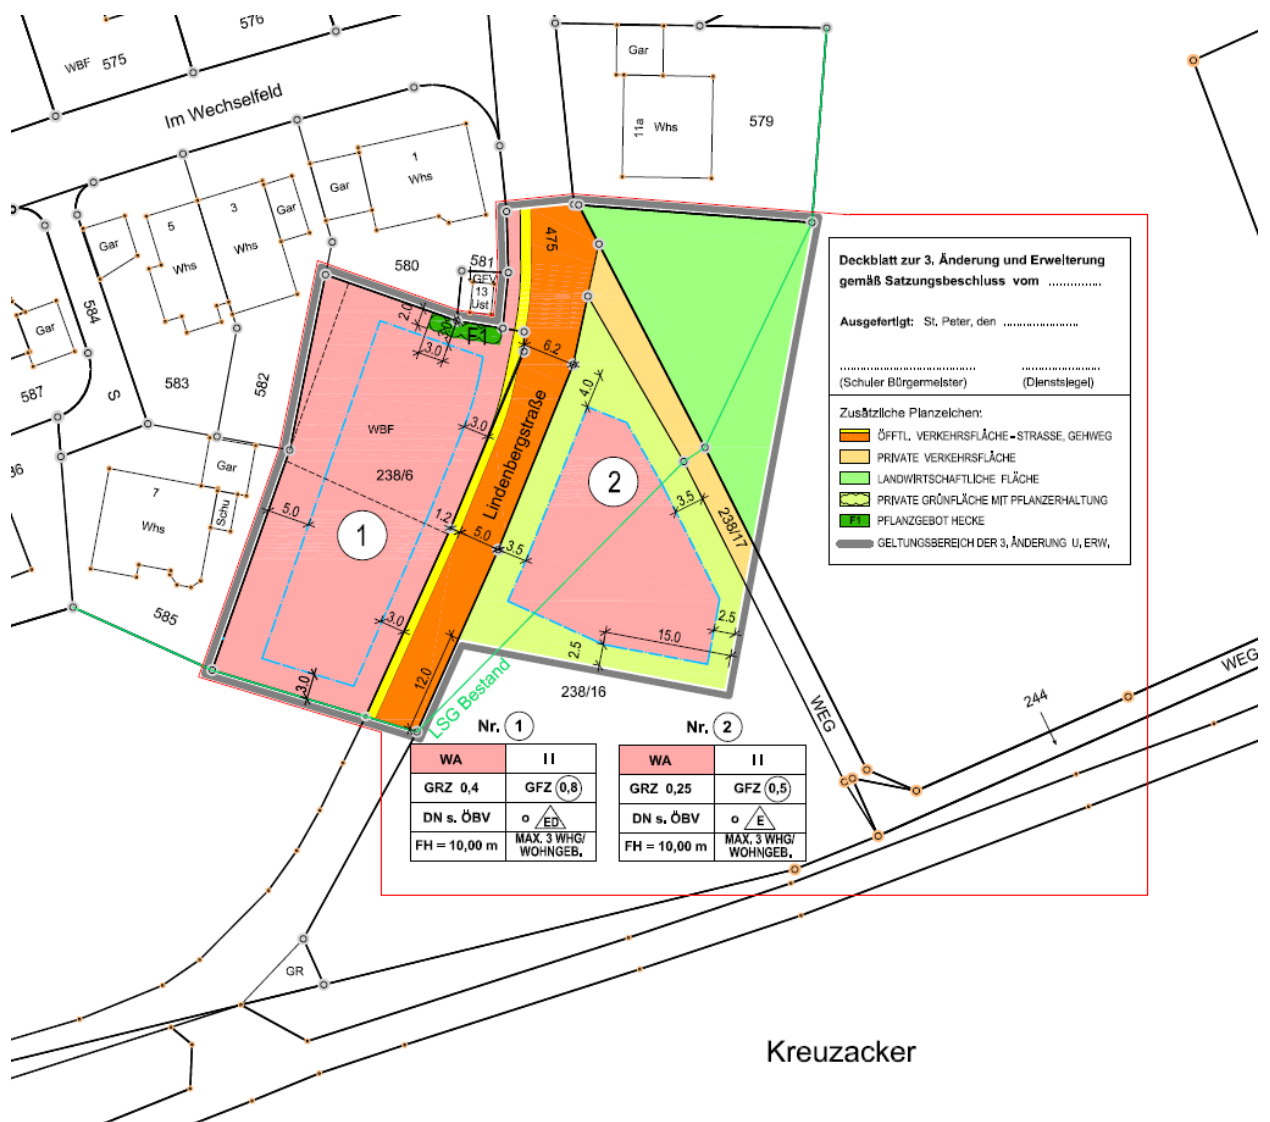 576
WBF 575
Im Wechselfeld
Gar
11a
Whs
579
1
Whs
Gar
Gar
3
Whs
5
Whs
Gar
580
581
GFV
13
Üst
475
584
Gar
587
583
S
582
2.0
3.0
3.0
F1
6.2
4.0
WBF
238/6
3.0
Lindenbergstraße
2
1
5.0
1.2
5.0
3.5
3.5
238/17
Gar
Schu
7
Whs
585
3.0
3.0
12.0
2.5
15.0
2.5
LSG Bestand
238/16
WEG
WEG
244
Deckblatt zur 3. Änderung und Erweiterung
gemäß Satzungsbeschluss vom ..............
Ausgefertigt: St. Peter, den ....................
(Schuler Bürgermeister) (Dienstsiegel)
Zusätzliche Planzeichen:
ÖFFTL. VERKEHRSFLÄCHE - STRASSE, GEHWEG
PRIVATE VERKEHRSFLÄCHE
LANDWIRTSCHAFTLICHE FLÄCHE
PRIVATE GRÜNFLÄCHE MIT PFLANZERHALTUNG
F1 PFLANZGEBOT HECKE
GELTUNGSBEREICH DER 3. ÄNDERUNG U. ERW.
Nr. 1
WA II
GRZ 0,4 GFZ 0,8
DN s. ÖBV o ED
FH = 10,00 m MAX. 3 WHG/
WOHNGEB.
Nr. 2
WA II
GRZ 0,25 GFZ 0,5
DN s. ÖBV o E
FH = 10,00 m MAX. 3 WHG/
WOHNGEB.
GR
Kreuzacker